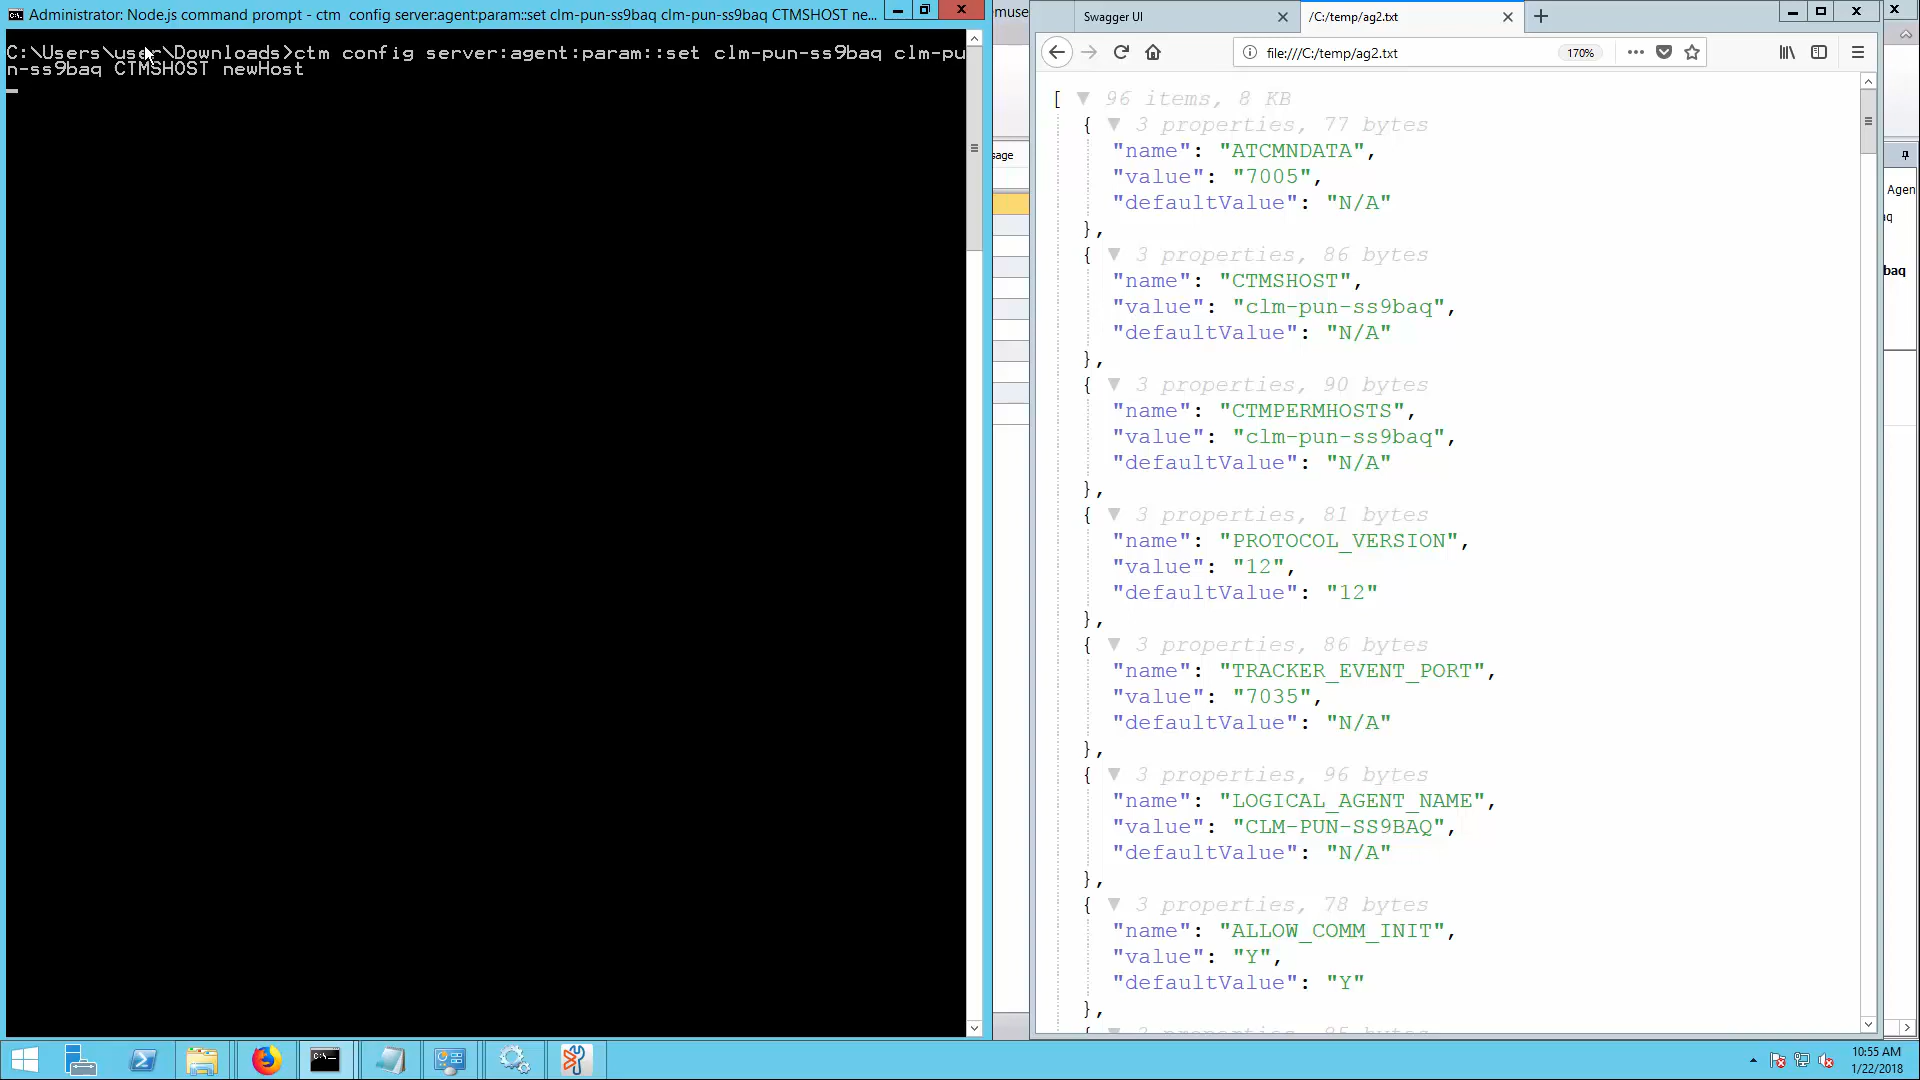 Administrator: Node.js command prompt - ctm  config server:agent:param::set clm-pun-ss9baq clm-pun-ss9baq CTMSHOST ne...
C:\Users\user\Downloads>ctm config server:agent:param::set clm-pun-ss9baq clm-pu
n-ss9baq CTMSHOST newHost
emuse
sage
Swagger UI
/C:/temp/ag2.txt
file:///C:/temp/ag2.txt
170%
[ 96 items, 8 KB
{ 3 properties, 77 bytes
"name": "ATCMNDATA",
"value": "7005",
"defaultValue": "N/A"
},
{ 3 properties, 86 bytes
"name": "CTMSHOST",
"value": "clm-pun-ss9baq",
"defaultValue": "N/A"
},
{ 3 properties, 90 bytes
"name": "CTMPERMHOSTS",
"value": "clm-pun-ss9baq",
"defaultValue": "N/A"
},
{ 3 properties, 81 bytes
"name": "PROTOCOL_VERSION",
"value": "12",
"defaultValue": "12"
},
{ 3 properties, 86 bytes
"name": "TRACKER_EVENT_PORT",
"value": "7035",
"defaultValue": "N/A"
},
{ 3 properties, 96 bytes
"name": "LOGICAL_AGENT_NAME",
"value": "CLM-PUN-SS9BAQ",
"defaultValue": "N/A"
},
{ 3 properties, 78 bytes
"name": "ALLOW_COMM_INIT",
"value": "Y",
"defaultValue": "Y"
},
Agen
baq
10:55 AM
1/22/2018